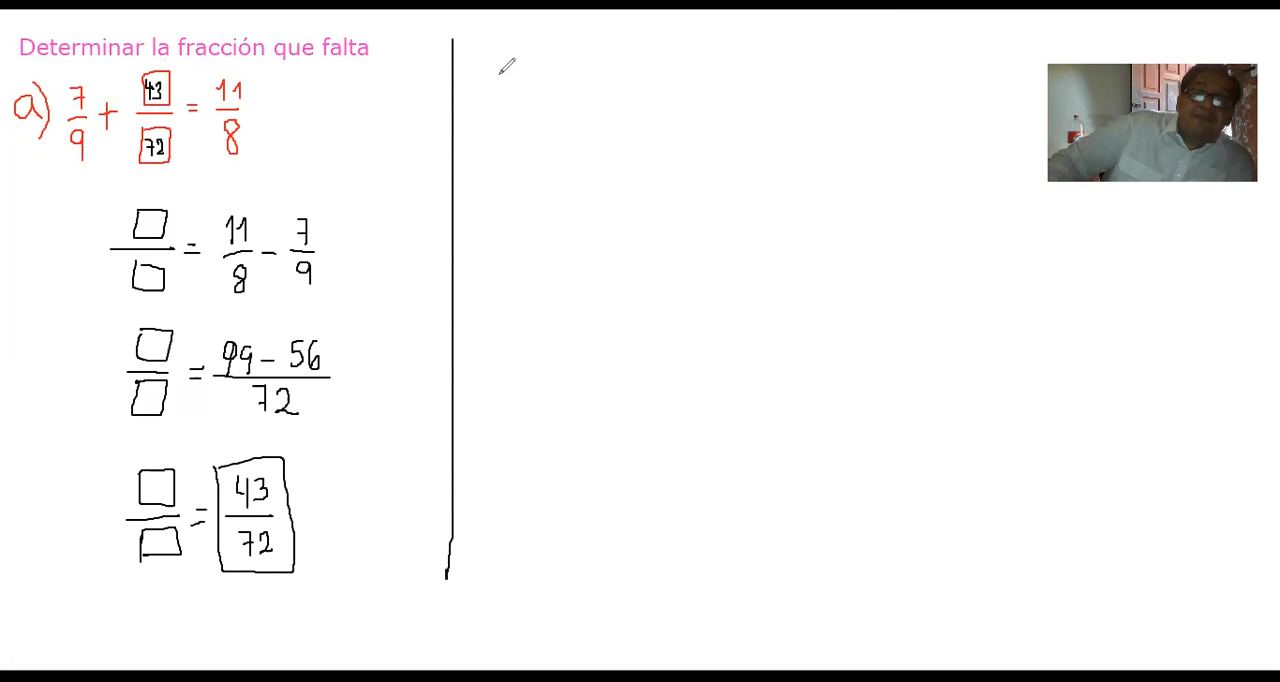 Determinar la fracción que falta
a) 7/9 + 43/72 = 11/8
□/□ = 11/8 - 7/9
□/□ = 99 - 56/72
□/□ = 43/72